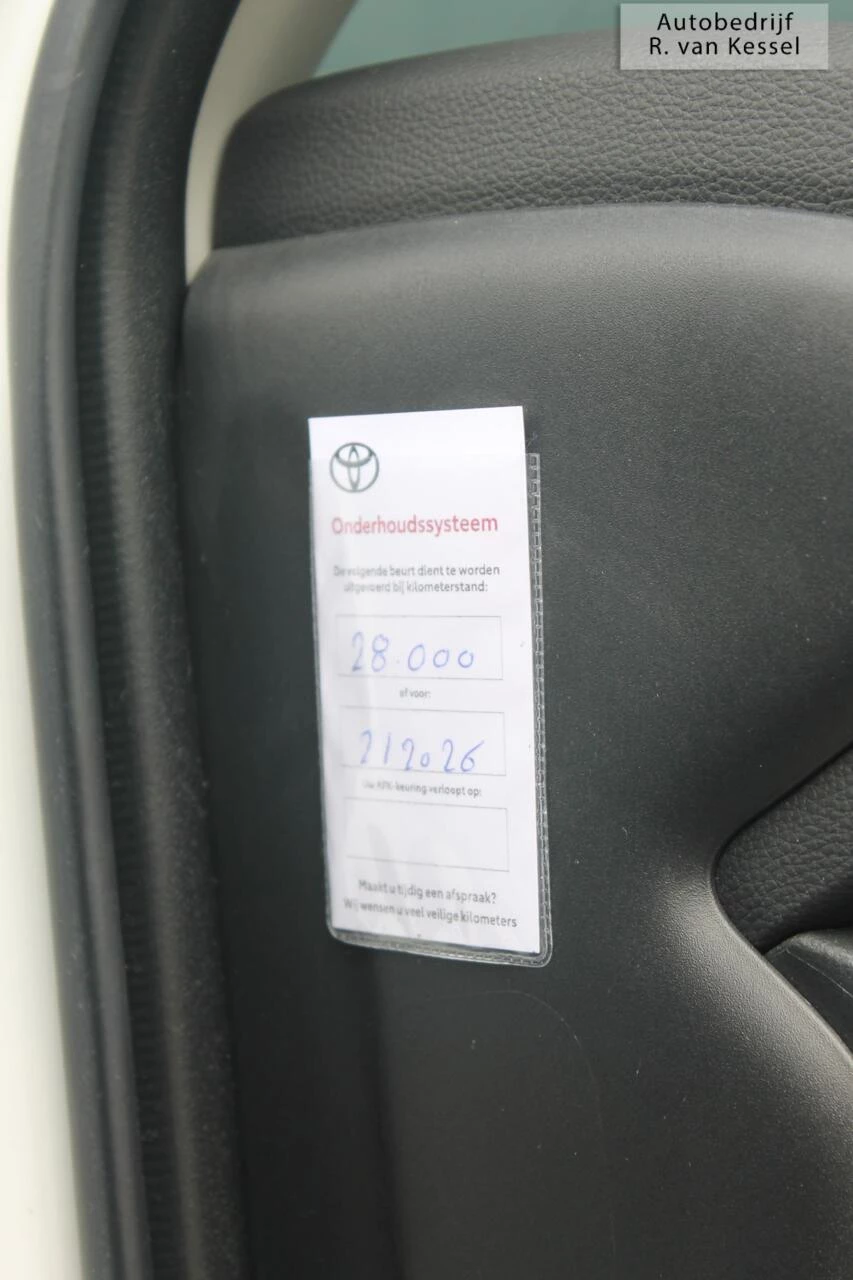 Autobedrijf
R. van Kessel
Onderhoudssysteem
De volgende beurt dient te worden
uitgevoerd bij kilometerstand:
28.000
of voor:
2 1 2026
Uw APK-keuring verloopt op:
Maakt u tijdig een afspraak?
Wij wensen u veel veilige kilometers